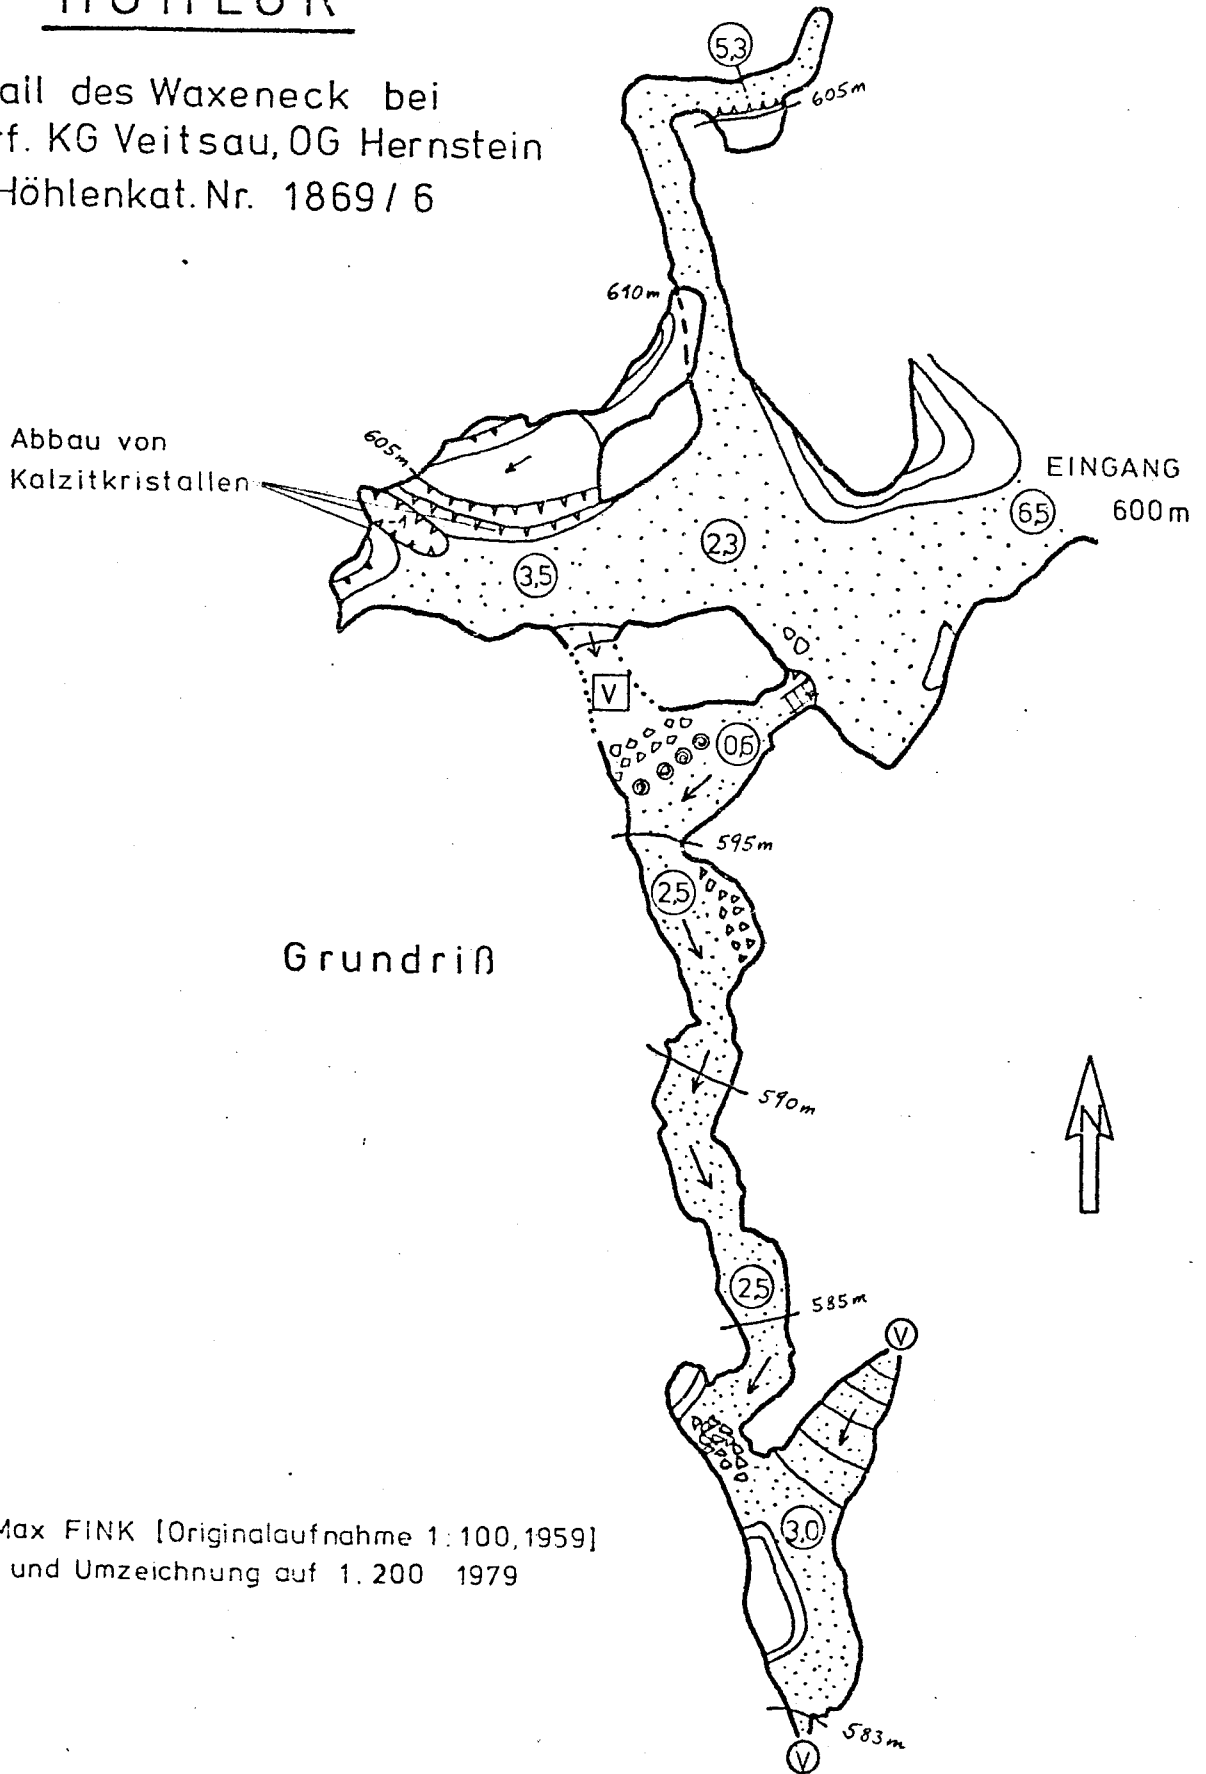 ail des Waxeneck bei
f. KG Veitsau, OG Hernstein
Höhlenkat. Nr. 1869 / 6
5,3
605m
610m
605m
Abbau von
Kalzitkristallen
-1
EINGANG
600m
6,5
2,3
3,5
V
0,6
595m
2,5
Grundriß
590m
N
2,5
585m
V
Max FINK [Originalaufnahme 1:100, 1959]
und Umzeichnung auf 1:200 1979
3,0
583m
V